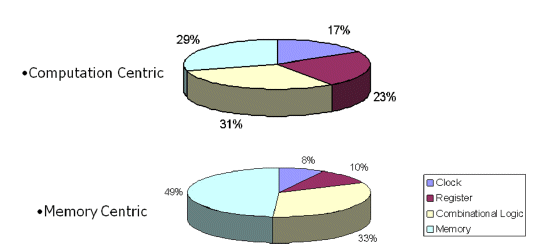 17%
29%
•Computation Centric
23%
31%
8%
10%
49%
Clock
Register
•Memory Centric
Combinational Logic
Memory
33%